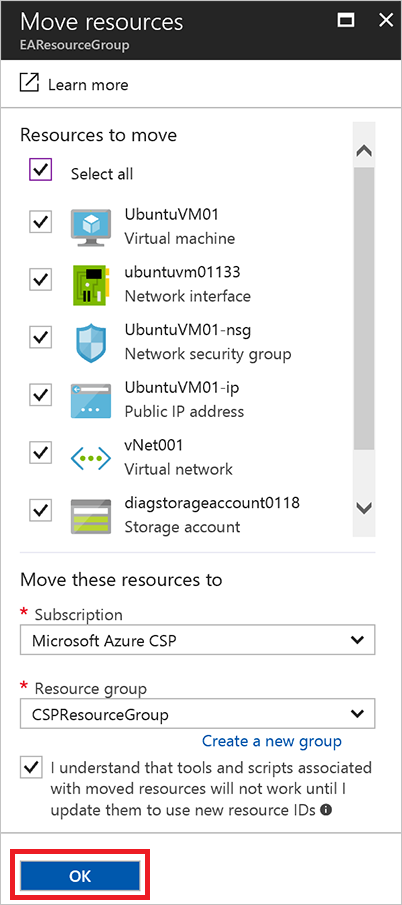 Move resources
EAResourceGroup
Learn more
Resources to move
Select all
UbuntuVM01
Virtual machine
ubuntuvm01133
Network interface
UbuntuVM01-nsg
Network security group
UbuntuVM01-ip
Public IP address
vNet001
Virtual network
diagstorageaccount0118
Storage account
Move these resources to
* Subscription
Microsoft Azure CSP
* Resource group
CSPResourceGroup
Create a new group
I understand that tools and scripts associated
with moved resources will not work until I
update them to use new resource IDs
OK